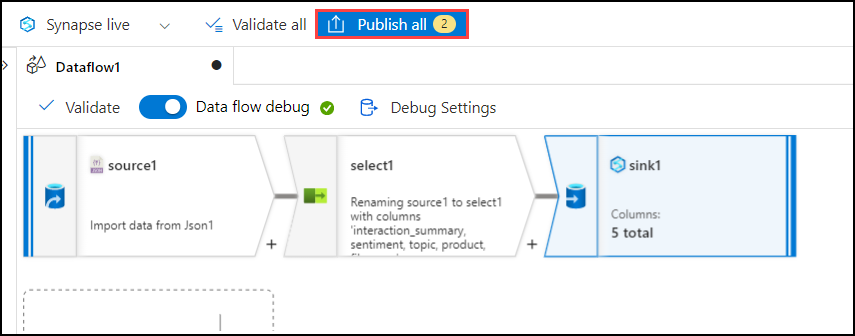 Synapse live
Validate all
Publish all 2
Dataflow1
Validate
Data flow debug
Debug Settings
source1
Import data from Json1
select1
Renaming source1 to select1
with columns
'interaction_summary,
sentiment, topic, product,
sink1
Columns:
5 total